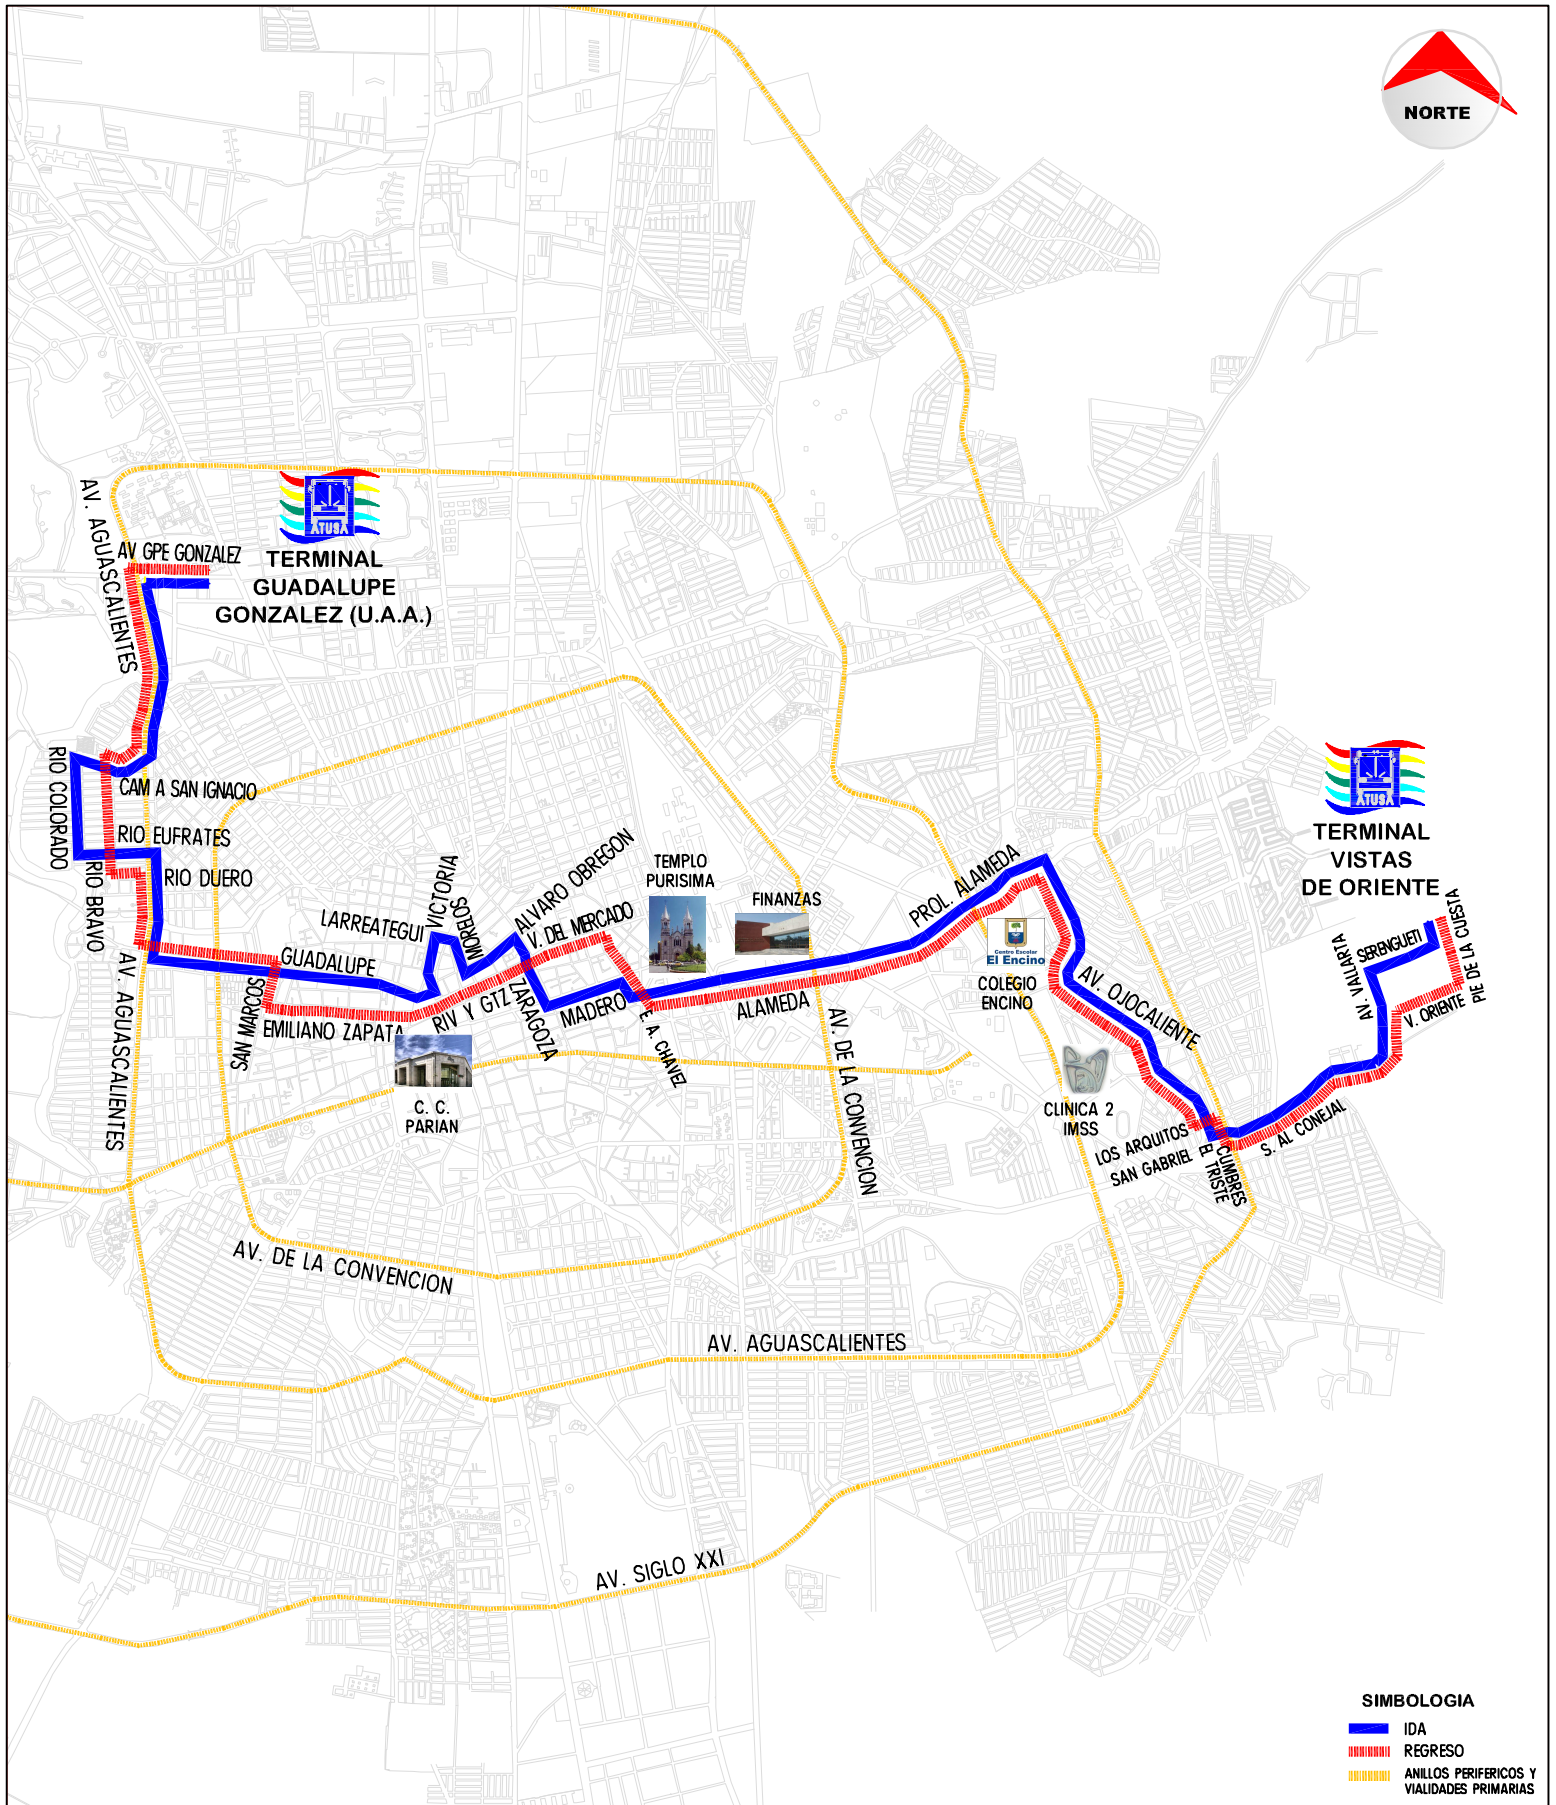 NORTE
AV. AGUASCALIENTES
AV GPE GONZALEZ
ATUSA
TERMINAL
GUADALUPE
GONZALEZ (U.A.A.)
RIO COLORADO
CAM A SAN IGNACIO
RIO EUFRATES
RIO BRAVO
RIO DUERO
AV. AGUASCALIENTES
LARREATEGUI
VICTORIA
MORELOS
ALVARO OBREGON
V. DEL MERCADO
GUADALUPE
SAN MARCOS
EMILIANO ZAPATA
RIV Y GTZ
ZARAGOZA
MADERO
E. A. CHAVEZ
C. C.
PARIAN
TEMPLO
PURISIMA
FINANZAS
ALAMEDA
PROL. ALAMEDA
AV. DE LA CONVENCION
Centro Escolar
El Encino
COLEGIO
ENCINO
AV. OJOCALIENTE
CLINICA 2
IMSS
LOS ARQUITOS
SAN GABRIEL
EL TRISTE
CUMBRES
S. AL CONEJAL
ATUSA
TERMINAL
VISTAS
DE ORIENTE
AV. VALLARTA
SERENGUETI
PIE DE LA CUESTA
V. ORIENTE
AV. DE LA CONVENCION
AV. AGUASCALIENTES
AV. SIGLO XXI
SIMBOLOGIA
IDA
REGRESO
ANILLOS PERIFERICOS Y
VIALIDADES PRIMARIAS